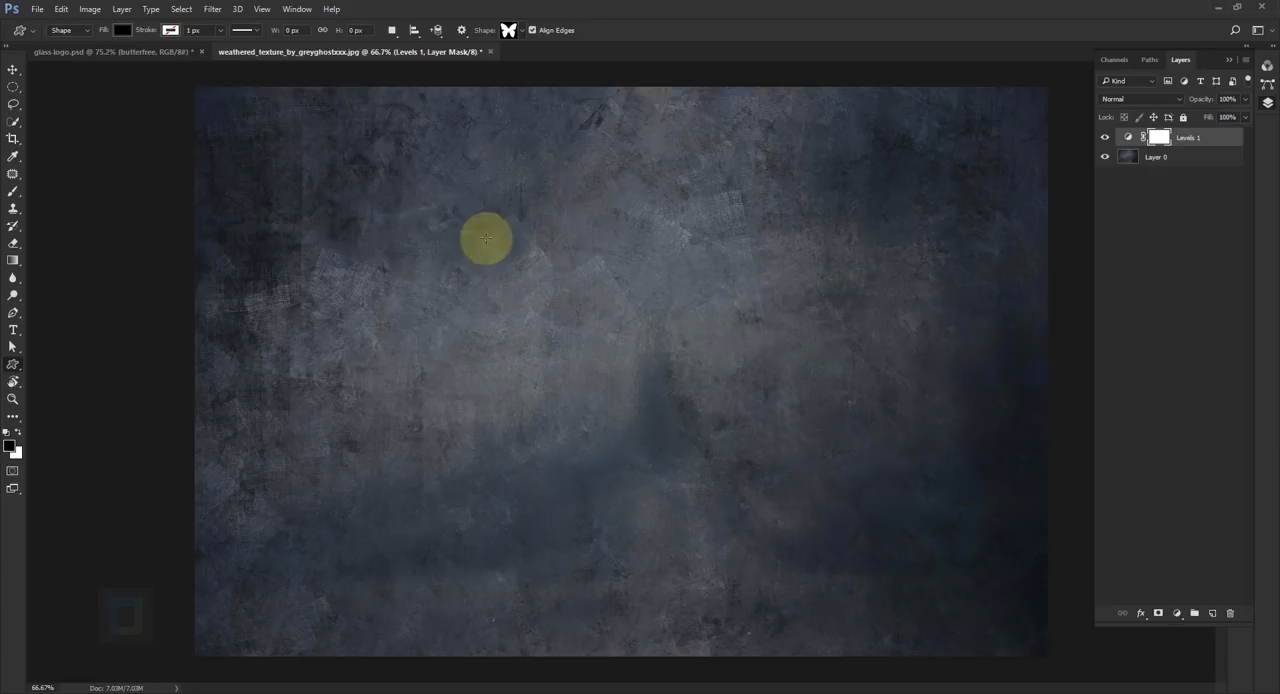 Ps File Edit Image Layer Type Select Filter 3D View Window Help
Shape Fill: Stroke: 1 px W: 0 px H: 0 px Shape: Align Edges
glass logo.psd @ 75.2% (butterfree, RGB/8#) * × weathered_texture_by_greyghostxxx.jpg @ 66.7% (Levels 1, Layer Mask/8) * ×
Channels Paths Layers
Kind
Normal Opacity: 100%
Lock: Fill: 100%
Levels 1
Layer 0
66.67% Doc: 7.03M/7.03M